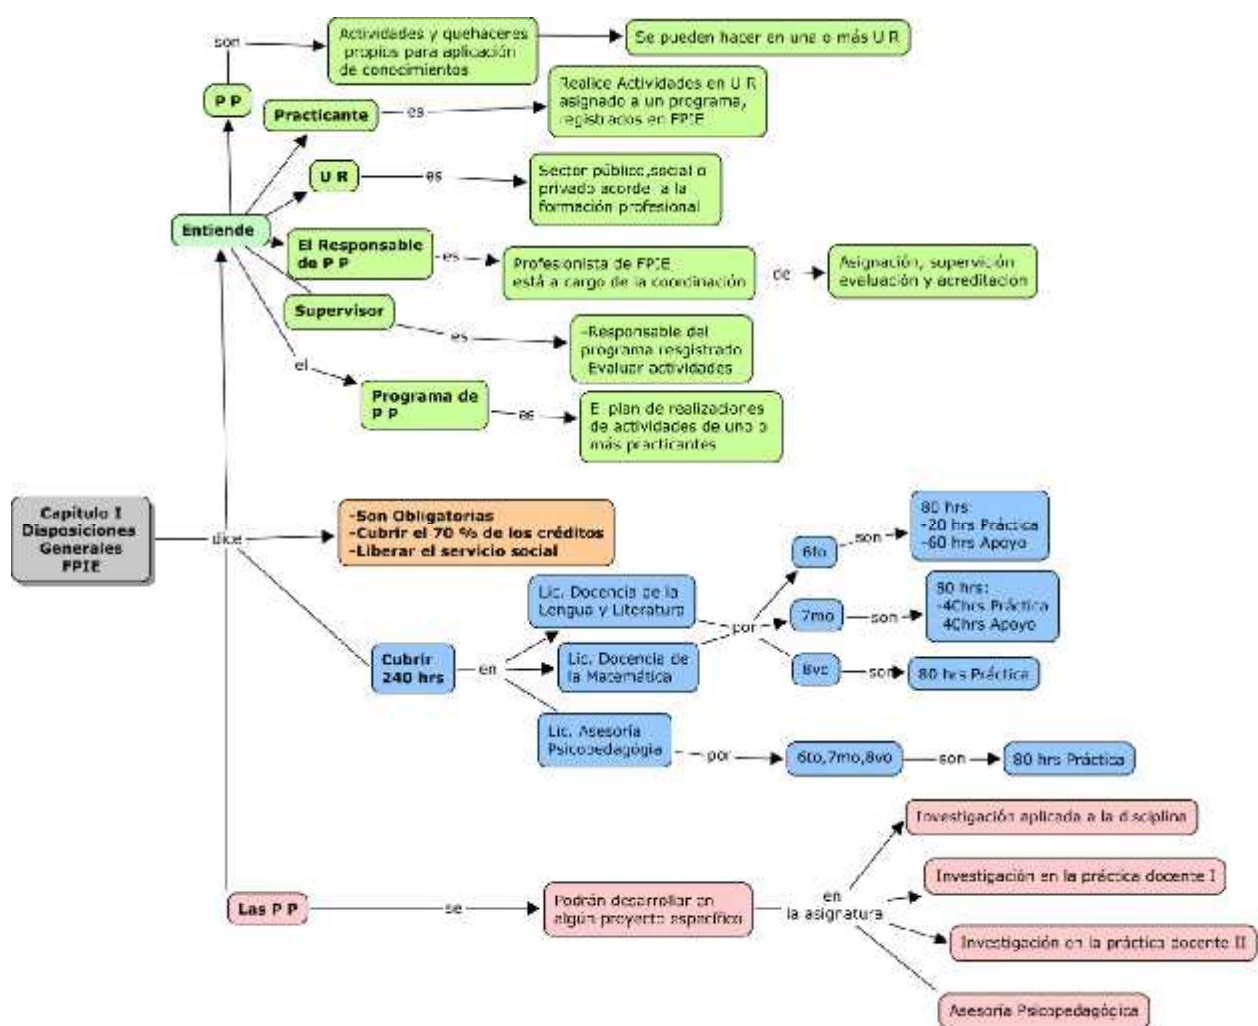 son
Actividades y quehaceres
propios para aplicación
de conocimientos
Se pueden hacer en una o más U R
P P
Practicante
es
Realice Actividades en U R
asignado a un programa,
registrados en FPIE
U R
es
Sector público,social o
privado acorde a la
formación profesional
Entiende
El Responsable
de P P
es
Profesionista de FPIE
está a cargo de la coordinación
de
Asignación, supervición
evaluación y acreditación
Supervisor
es
-Responsable del
programa resgistrado
Evaluar actividades
el
Programa de
P P
es
El plan de realizaciones
de actividades de uno o
más practicantes
Capítulo I
Disposiciones
Generales
FPIE
dice
-Son Obligatorias
-Cubrir el 70 % de los créditos
-Liberar el servicio social
Cubrir
240 hrs
en
Lic. Docencia de la
Lengua y Literatura
Lic. Docencia de
la Matemática
por
6to
son
80 hrs:
-20 hrs Práctica
-60 hrs Apoyo
7mo
son
80 hrs:
-40hrs Práctica
40hrs Apoyo
8vo
son
80 hrs Práctica
Lic. Asesoría
Psicopedagógia
por
6to,7mo,8vo
son
80 hrs Práctica
Las P P
se
Podrán desarrollar en
algún proyecto específico
en
la asignatura
Investigación aplicada a la disciplina
Investigación en la práctica docente I
Investigación en la práctica docente II
Asesoría Psicopedagógica